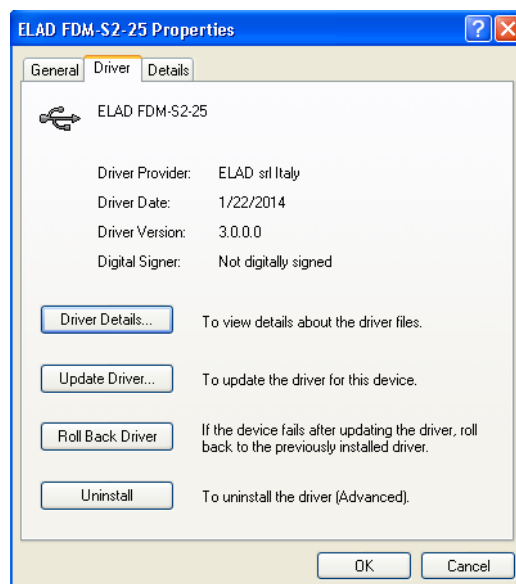 ELAD FDM-S2-25 Properties
General Driver Details
ELAD FDM-S2-25
Driver Provider: ELAD srl Italy
Driver Date: 1/22/2014
Driver Version: 3.0.0.0
Digital Signer: Not digitally signed
Driver Details... To view details about the driver files.
Update Driver... To update the driver for this device.
Roll Back Driver If the device fails after updating the driver, roll
back to the previously installed driver.
Uninstall To uninstall the driver (Advanced).
OK Cancel